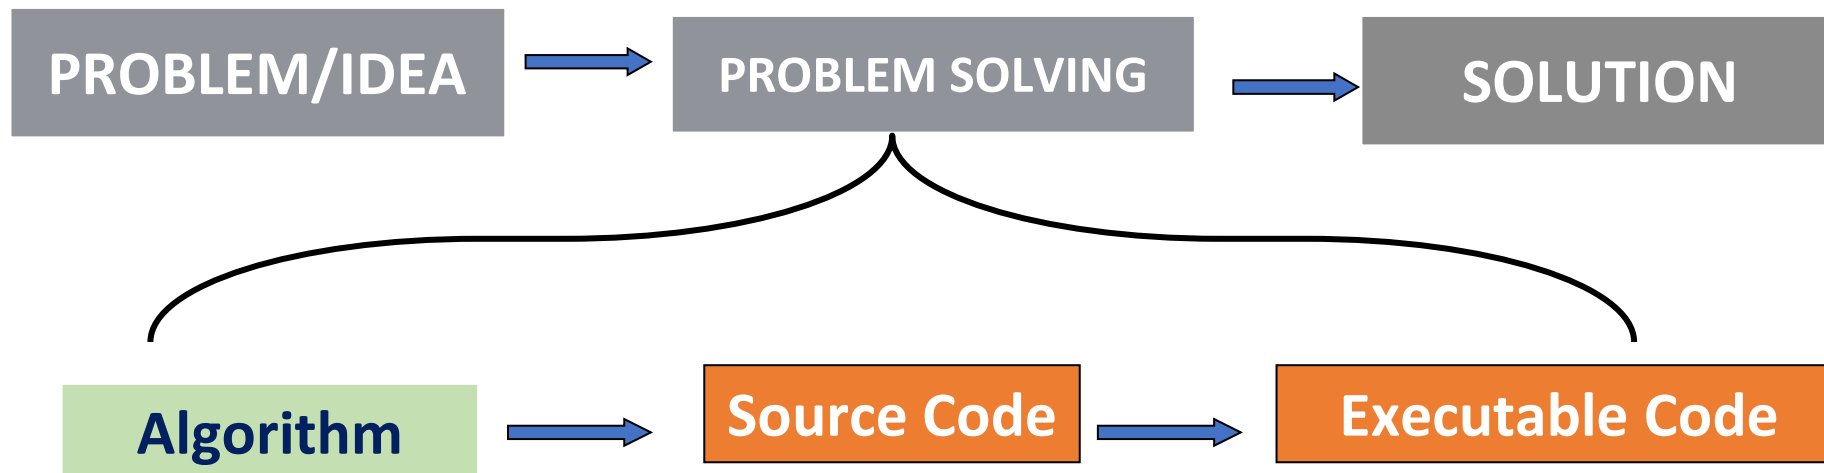 PROBLEM/IDEA
PROBLEM SOLVING
SOLUTION
Algorithm
Source Code
Executable Code